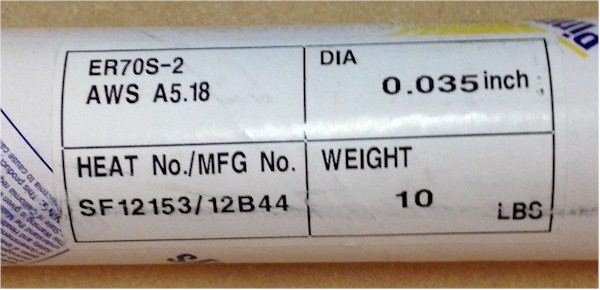 ER70S-2
AWS A5.18
DIA
0.035 inch
HEAT No./MFG No.
SF12153/12B44
WEIGHT
10 LBS